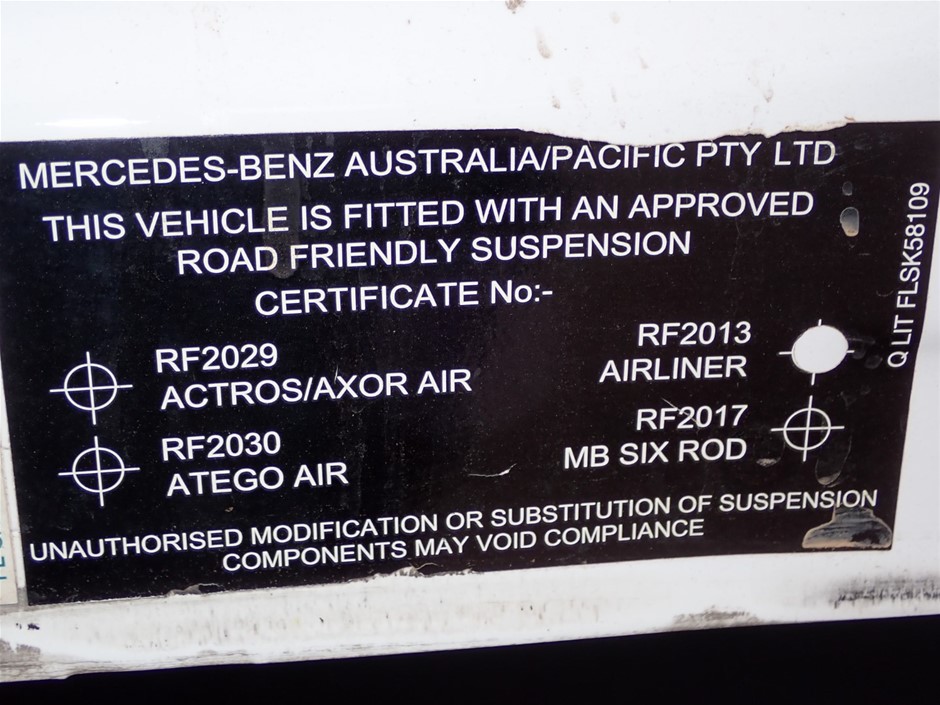 MERCEDES-BENZ AUSTRALIA/PACIFIC PTY LTD
THIS VEHICLE IS FITTED WITH AN APPROVED
ROAD FRIENDLY SUSPENSION
CERTIFICATE No:-
RF2029
ACTROS/AXOR AIR
RF2030
ATEGO AIR
RF2013
AIRLINER
RF2017
MB SIX ROD
UNAUTHORISED MODIFICATION OR SUBSTITUTION OF SUSPENSION
COMPONENTS MAY VOID COMPLIANCE
Q LIT FLSK58109